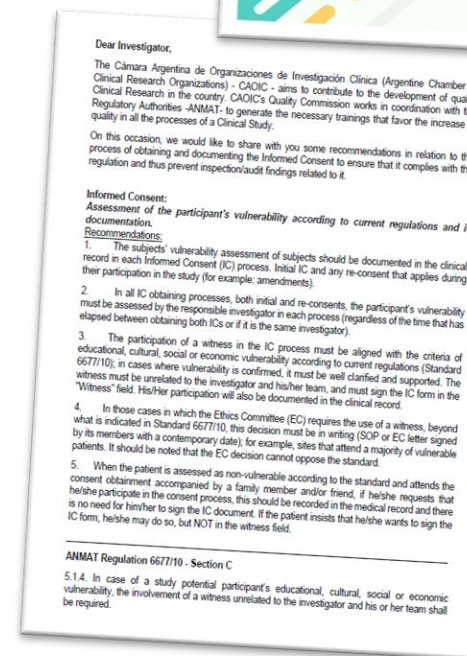 Dear Investigator,
The Cámara Argentina de Organizaciones de Investigación Clínica (Argentine Chamber
Clinical Research Organizations) - CAOIC - aims to contribute to the development of qua
Clinical Research in the country. CAOIC's Quality Commission works in coordination with t
Regulatory Authorities -ANMAT- to generate the necessary trainings that favor the increase
quality in all the processes of a Clinical Study.
On this occasion, we would like to share with you some recommendations in relation to th
process of obtaining and documenting the Informed Consent to ensure that it complies with th
regulation and thus prevent inspection/audit findings related to it.
Informed Consent:
Assessment of the participant's vulnerability according to current regulations and i
documentation.
Recommendations:
1. The subjects' vulnerability assessment of subjects should be documented in the clinical
record in each Informed Consent (IC) process. Initial IC and any re-consent that applies during
their participation in the study (for example: amendments).
2. In all IC obtaining processes, both initial and re-consents, the participant's vulnerability
must be assessed by the responsible investigator in each process (regardless of the time that has
elapsed between obtaining both ICs or if it is the same investigator).
3. The participation of a witness in the IC process must be aligned with the criteria of
educational, cultural, social or economic vulnerability according to current regulations (Standard
6677/10); in cases where vulnerability is confirmed, it must be well clarified and supported. The
witness must be unrelated to the investigator and his/her team, and must sign the IC form in the
"Witness" field. His/Her participation will also be documented in the clinical record.
4. In those cases in which the Ethics Committee (EC) requires the use of a witness, beyond
what is indicated in Standard 6677/10, this decision must be in writing (SOP or EC letter signed
by its members with a contemporary date); for example, sites that attend a majority of vulnerable
patients. It should be noted that the EC decision cannot oppose the standard.
5. When the patient is assessed as non-vulnerable according to the standard and attends the
consent obtainment accompanied by a family member and/or friend, if he/she requests that
he/she participate in the consent process, this should be recorded in the medical record and there
is no need for him/her to sign the IC document. If the patient insists that he/she wants to sign the
IC form, he/she may do so, but NOT in the witness field.
ANMAT Regulation 6677/10 - Section C
5.1.4. In case of a study potential participant's educational, cultural, social or economic
vulnerability, the involvement of a witness unrelated to the investigator and his or her team shall
be required.